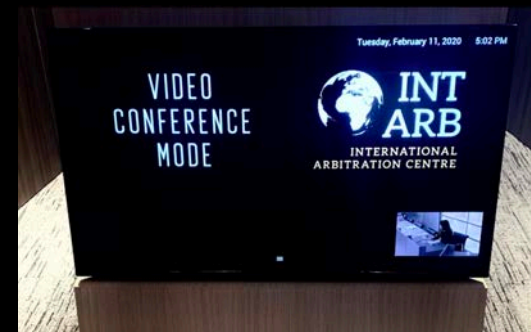 Tuesday, February 11, 2020 5:02 PM
VIDEO
CONFERENCE
MODE
INT
ARB
INTERNATIONAL
ARBITRATION CENTRE